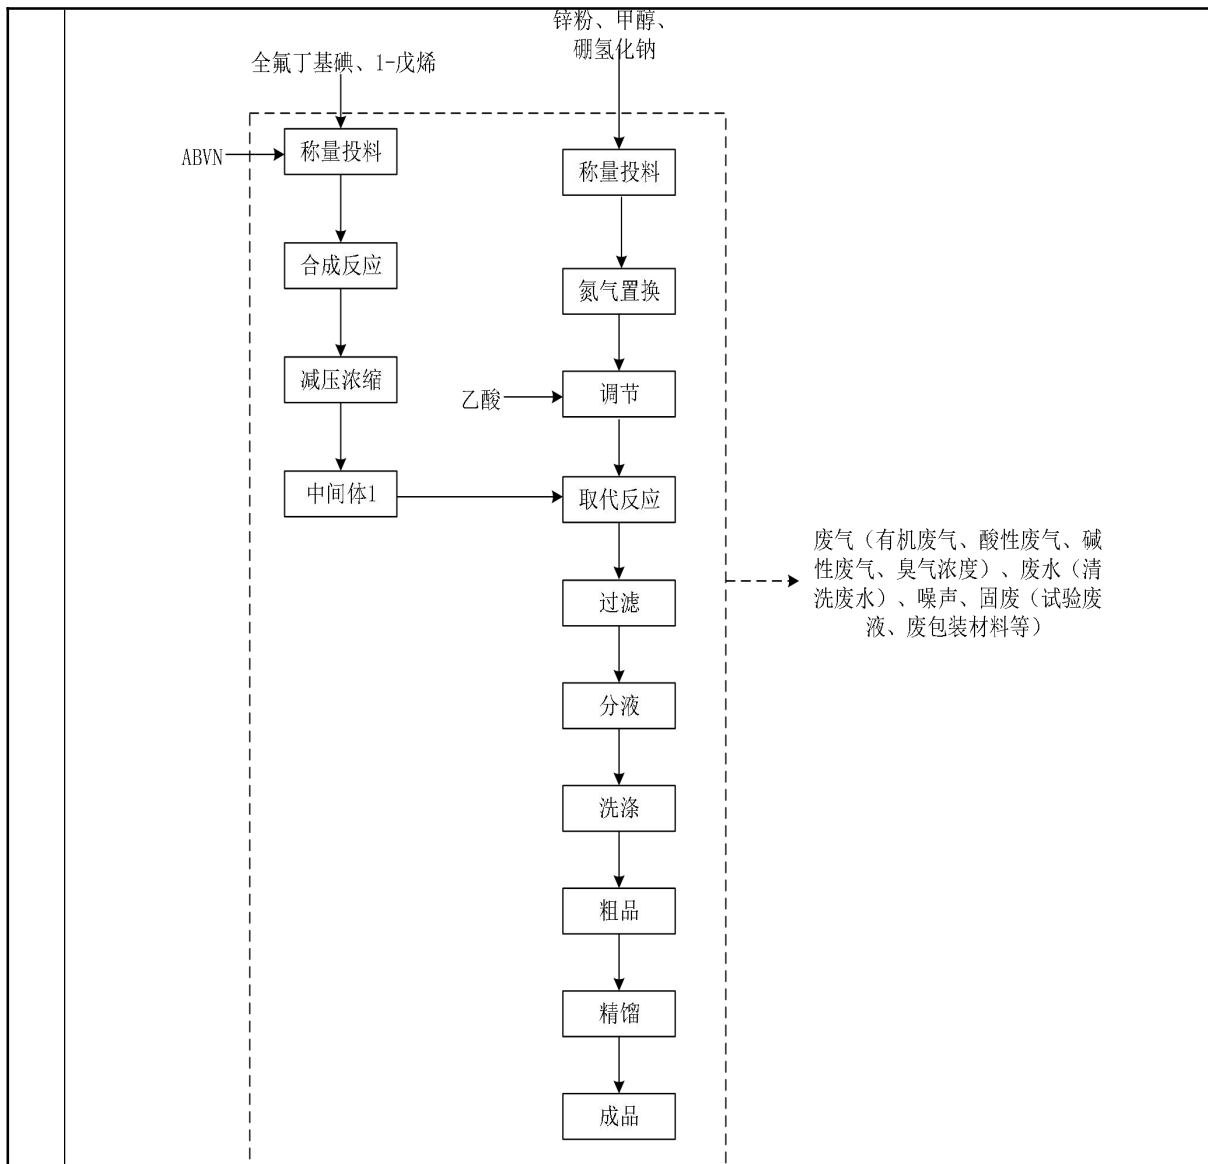 锌粉、甲醇、
硼氢化钠
全氟丁基碘、1-戊烯
ABVN
称量投料
称量投料
合成反应
氮气置换
减压浓缩
乙酸
调节
中间体1
取代反应
过滤
废气（有机废气、酸性废气、碱
性废气、臭气浓度）、废水（清
洗废水）、噪声、固废（试验废
液、废包装材料等）
分液
洗涤
粗品
精馏
成品